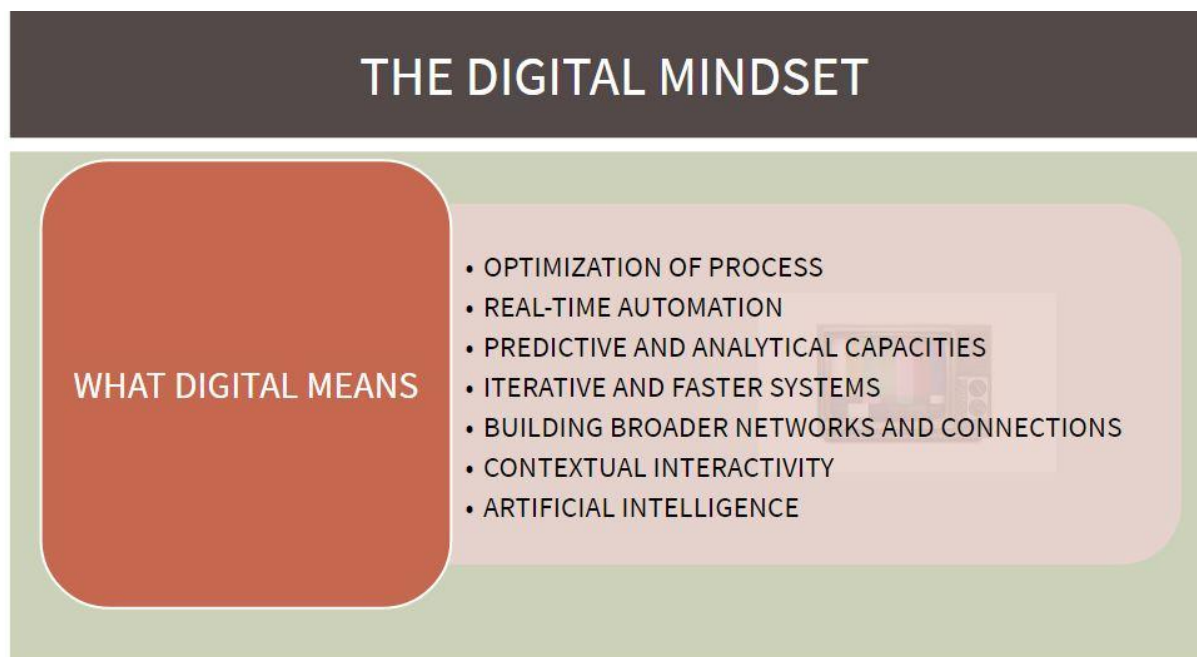 THE DIGITAL MINDSET
WHAT DIGITAL MEANS
• OPTIMIZATION OF PROCESS
• REAL-TIME AUTOMATION
• PREDICTIVE AND ANALYTICAL CAPACITIES
• ITERATIVE AND FASTER SYSTEMS
• BUILDING BROADER NETWORKS AND CONNECTIONS
• CONTEXTUAL INTERACTIVITY
• ARTIFICIAL INTELLIGENCE